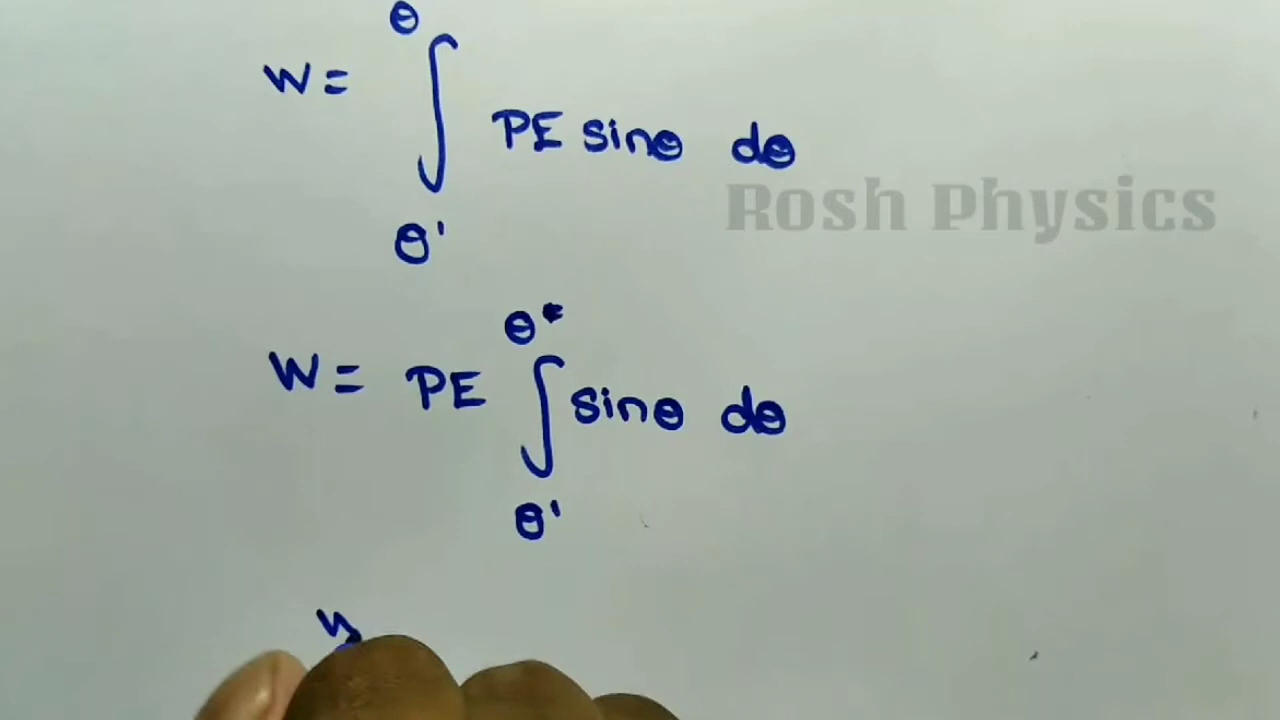 θ
W = ∫ PE sinθ dθ
Rosh Physics
θ'
θ*
W = PE ∫ sinθ dθ
θ'